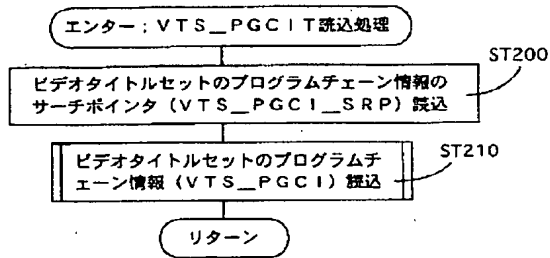 エンター；ＶＴＳ＿ＰＧＣＩＴ読込処理
ST200
ビデオタイトルセットのプログラムチェーン情報の
サーチポインタ（ＶＴＳ＿ＰＧＣＩ＿ＳＲＰ）読込
ST210
ビデオタイトルセットのプログラムチ
ェーン情報（ＶＴＳ＿ＰＧＣＩ）読込
リターン